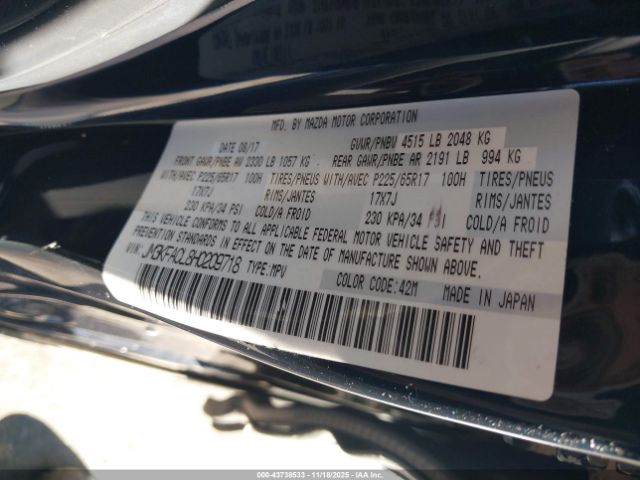 MFD. BY MAZDA MOTOR CORPORATION
DATE 08/17 GVWR/PNBV 4515 LB 2048 KG
FRONT GAWR/PNBE AV 2330 LB 1057 KG REAR GAWR/PNBE AR 2191 LB 994 KG
WITH/AVEC P225/65R17 100H TIRES/PNEUS WITH/AVEC P225/65R17 100H TIRES/PNEUS
17X7J RIMS/JANTES 17X7J RIMS/JANTES
230 KPA/34 PSI COLD/A FROID 230 KPA/34 PSI COLD/A FROID
THIS VEHICLE CONFORMS TO ALL APPLICABLE FEDERAL MOTOR VEHICLE SAFETY AND THEFT
PREVENTION STANDARDS IN EFFECT ON THE DATE OF MANUFACTURE SHOWN ABOVE.
VIN: JM3KFACL8H0209718 TYPE: MPV
COLOR CODE: 42M MADE IN JAPAN
000-43738533 - 11/18/2025 - IAA Corp.